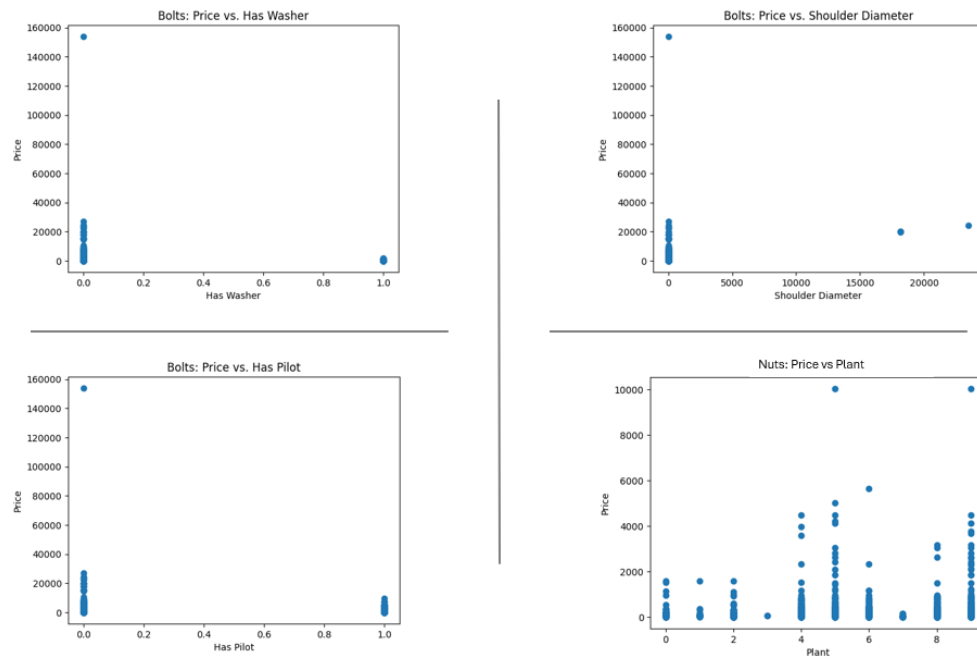 Bolts: Price vs. Has Washer
160000
140000
120000
100000
80000
60000
40000
20000
0
Price
0.0 0.2 0.4 0.6 0.8 1.0
Has Washer
Bolts: Price vs. Shoulder Diameter
160000
140000
120000
100000
80000
60000
40000
20000
0
Price
0 5000 10000 15000 20000
Shoulder Diameter
Bolts: Price vs. Has Pilot
160000
140000
120000
100000
80000
60000
40000
20000
0
Price
0.0 0.2 0.4 0.6 0.8 1.0
Has Pilot
Nuts: Price vs Plant
10000
8000
6000
4000
2000
0
Price
0 2 4 6 8
Plant